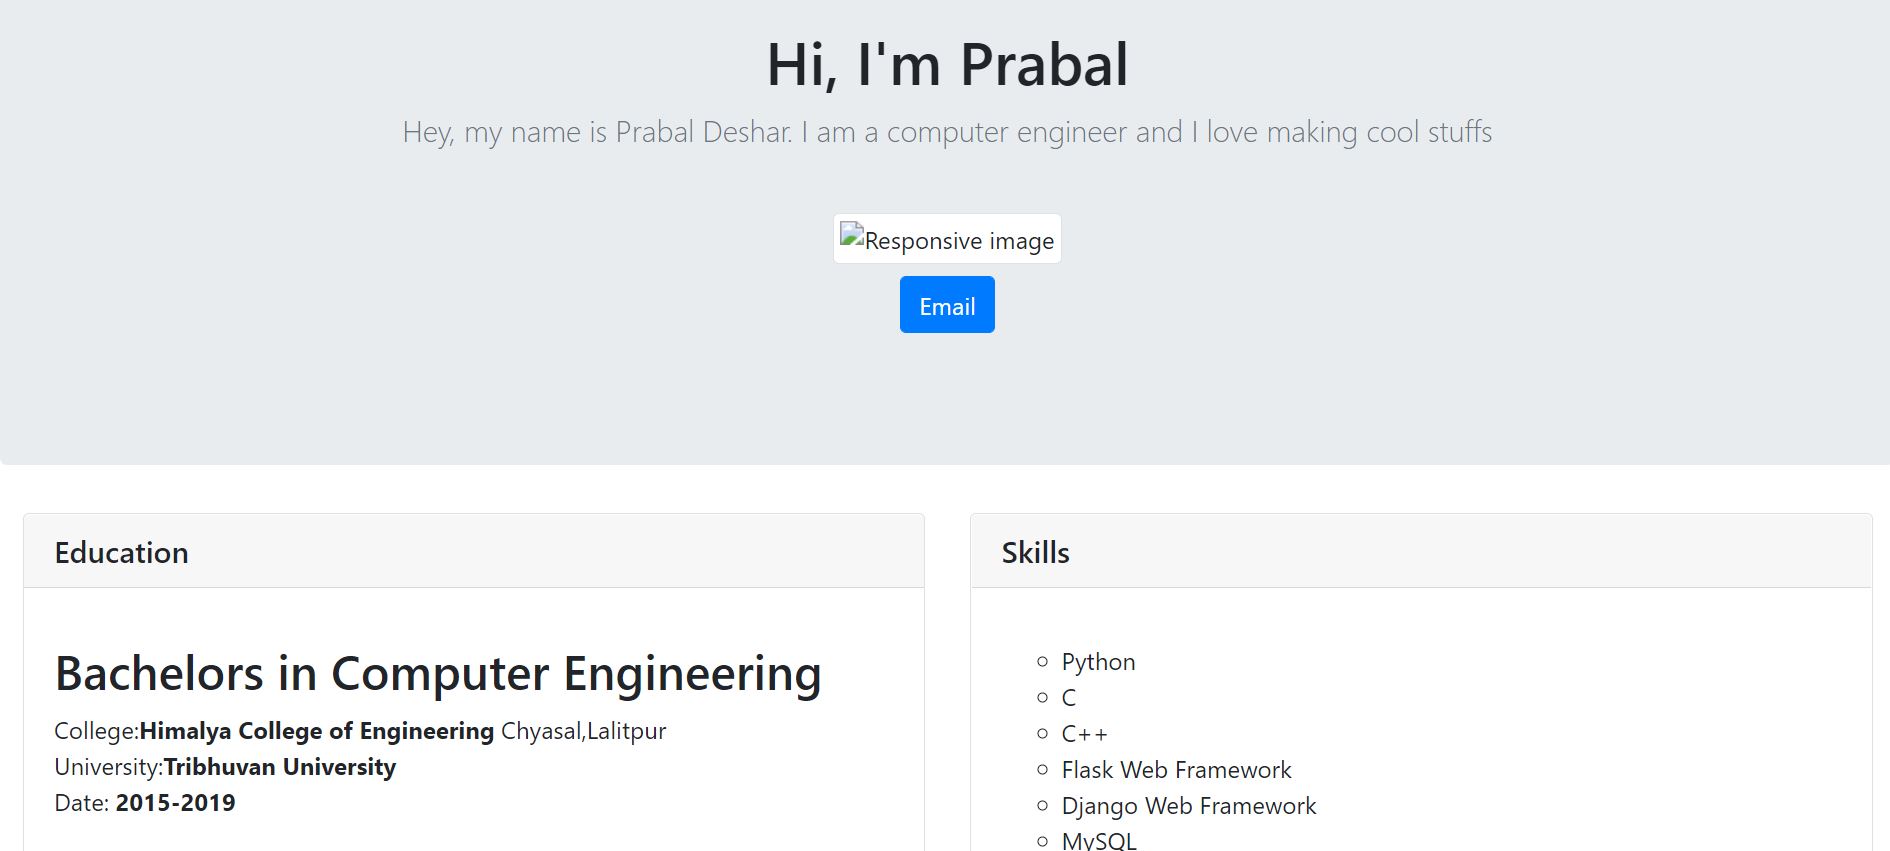 Hi, I'm Prabal
Hey, my name is Prabal Deshar. I am a computer engineer and I love making cool stuffs
Responsive image
Email
Education
Bachelors in Computer Engineering
College:Himalya College of Engineering Chyasal,Lalitpur
University:Tribhuvan University
Date: 2015-2019
Skills
Python
C
C++
Flask Web Framework
Django Web Framework
MySQL